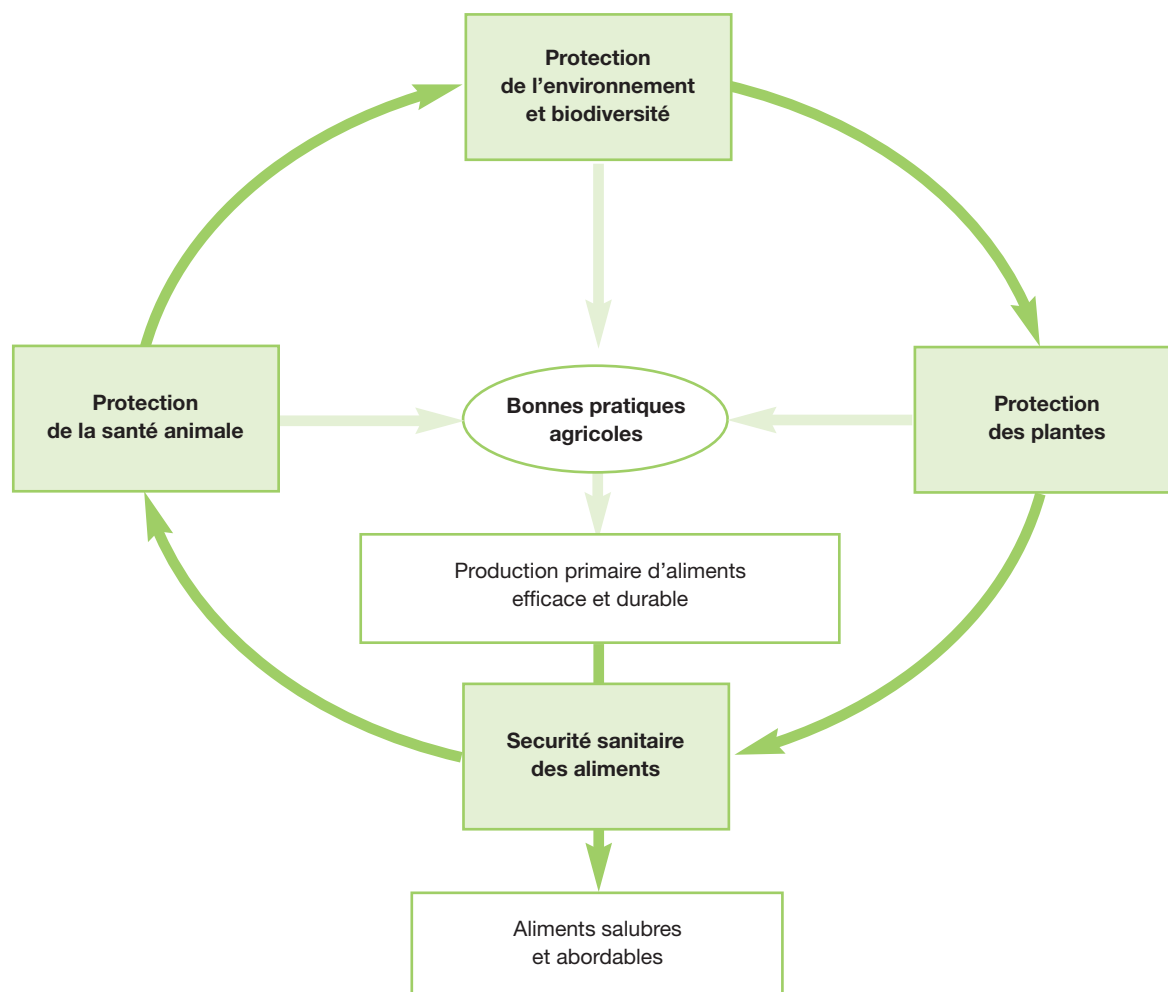 Protection
de l’environnement
et biodiversité
Protection
de la santé animale
Bonnes pratiques
agricoles
Protection
des plantes
Production primaire d’aliments
efficace et durable
Securité sanitaire
des aliments
Aliments salubres
et abordables